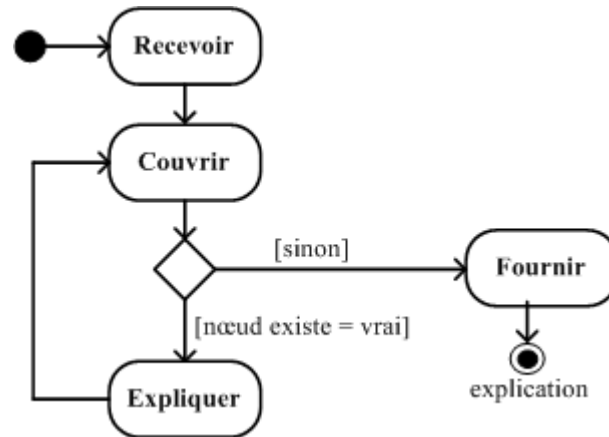 Recevoir
Couvrir
[sinon]
Fournir
[nœud existe = vrai]
explication
Expliquer